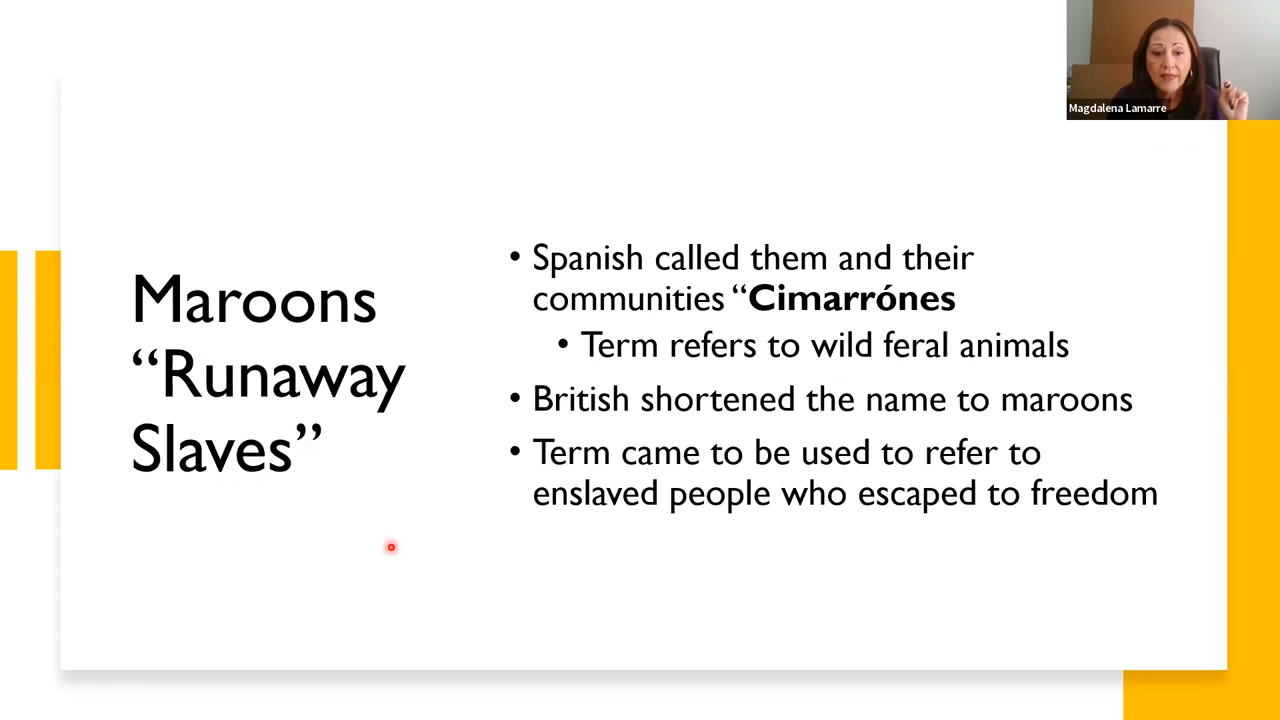 Magdalena Lamarre
Maroons
“Runaway
Slaves”
• Spanish called them and their
communities “Cimarrónes
• Term refers to wild feral animals
• British shortened the name to maroons
• Term came to be used to refer to
enslaved people who escaped to freedom